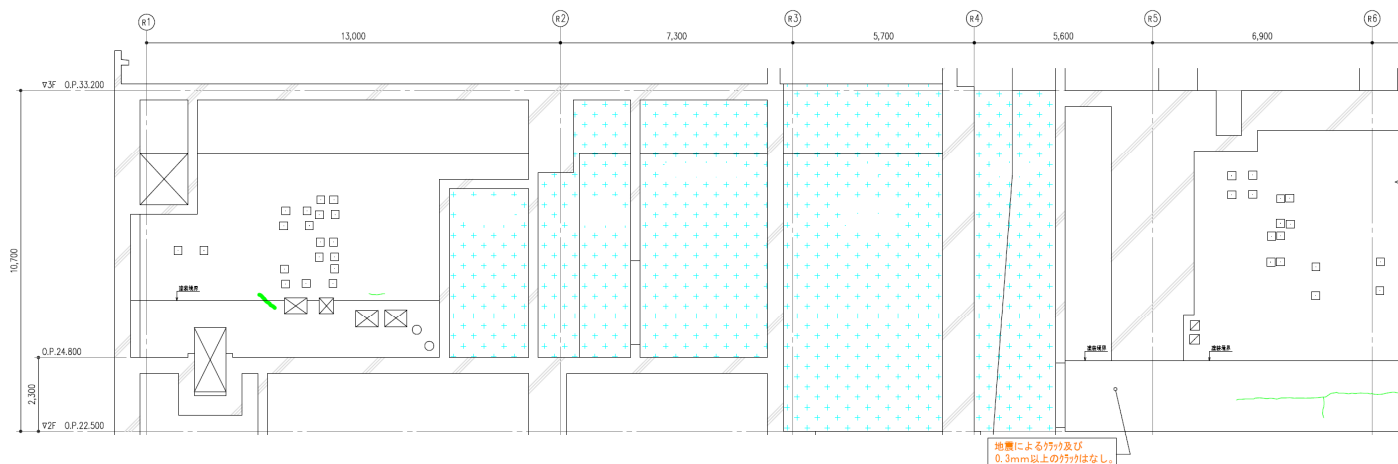 R1 R2 R3 R4 R5 R6
13,000 7,300 5,700 5,600 6,900
▽3F O.P.33.200
10,700
塗装境界
O.P.24.800
塗装境界 塗装境界
2,300
▽2F O.P.22.500
地震によるクラック及び
0.3mm以上のクラックはなし。